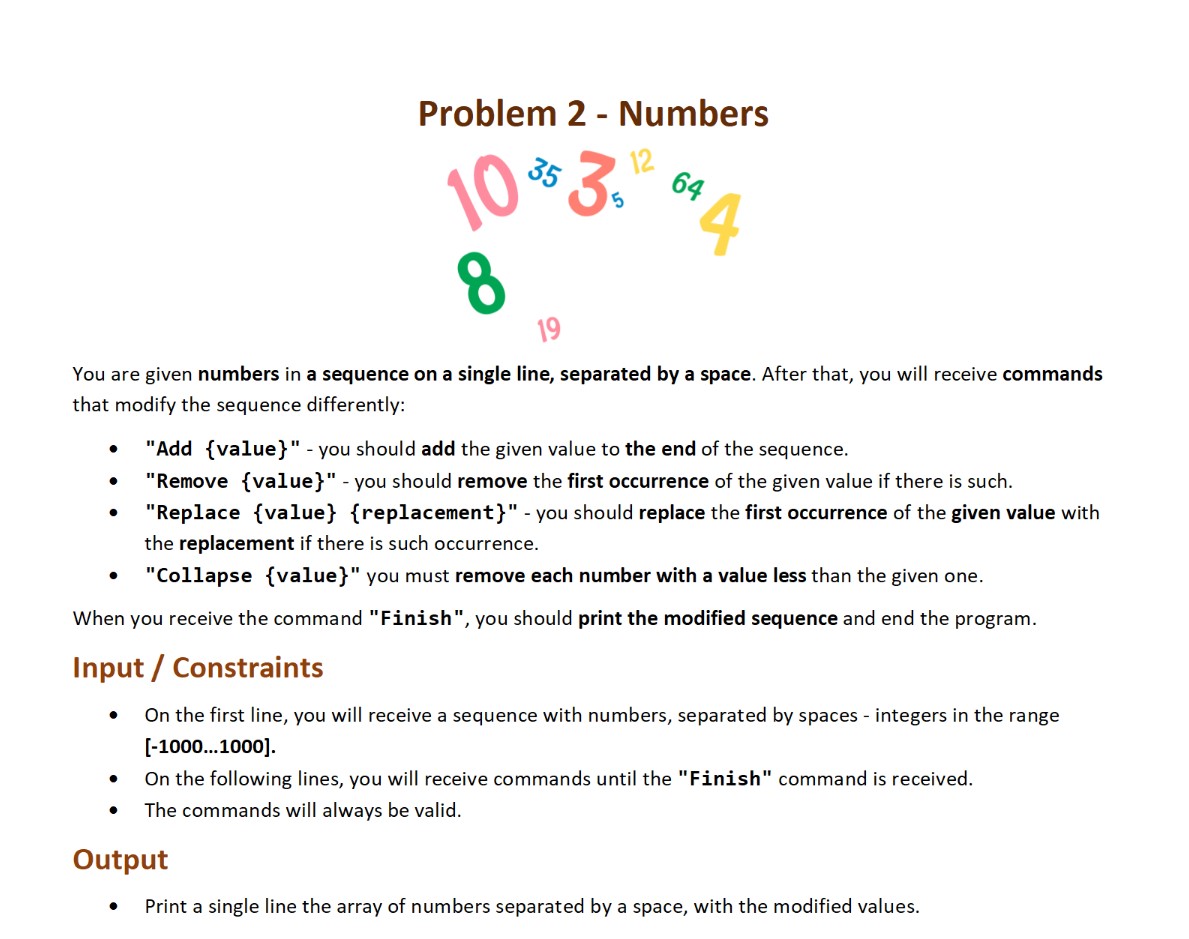 Problem 2 - Numbers
10 35 3 5 12 64 4
8
19
You are given numbers in a sequence on a single line, separated by a space. After that, you will receive commands
that modify the sequence differently:
• "Add {value}" - you should add the given value to the end of the sequence.
• "Remove {value}" - you should remove the first occurrence of the given value if there is such.
• "Replace {value} {replacement}" - you should replace the first occurrence of the given value with
the replacement if there is such occurrence.
• "Collapse {value}" you must remove each number with a value less than the given one.
When you receive the command "Finish", you should print the modified sequence and end the program.
Input / Constraints
• On the first line, you will receive a sequence with numbers, separated by spaces - integers in the range
[-1000…1000].
• On the following lines, you will receive commands until the "Finish" command is received.
• The commands will always be valid.
Output
• Print a single line the array of numbers separated by a space, with the modified values.